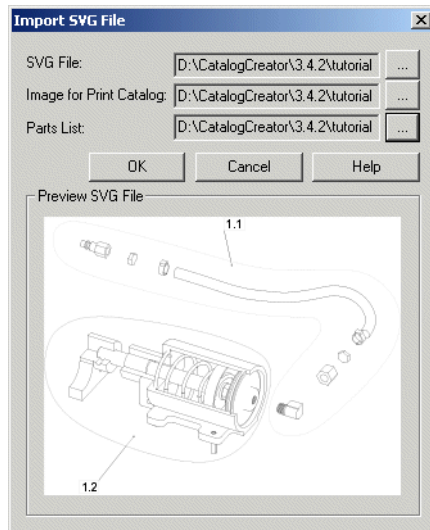 Import SVG File
SVG File: D:\CatalogCreator\3.4.2\tutorial ...
Image for Print Catalog: D:\CatalogCreator\3.4.2\tutorial ...
Parts List: D:\CatalogCreator\3.4.2\tutorial ...
OK Cancel Help
Preview SVG File
1.1
1.2